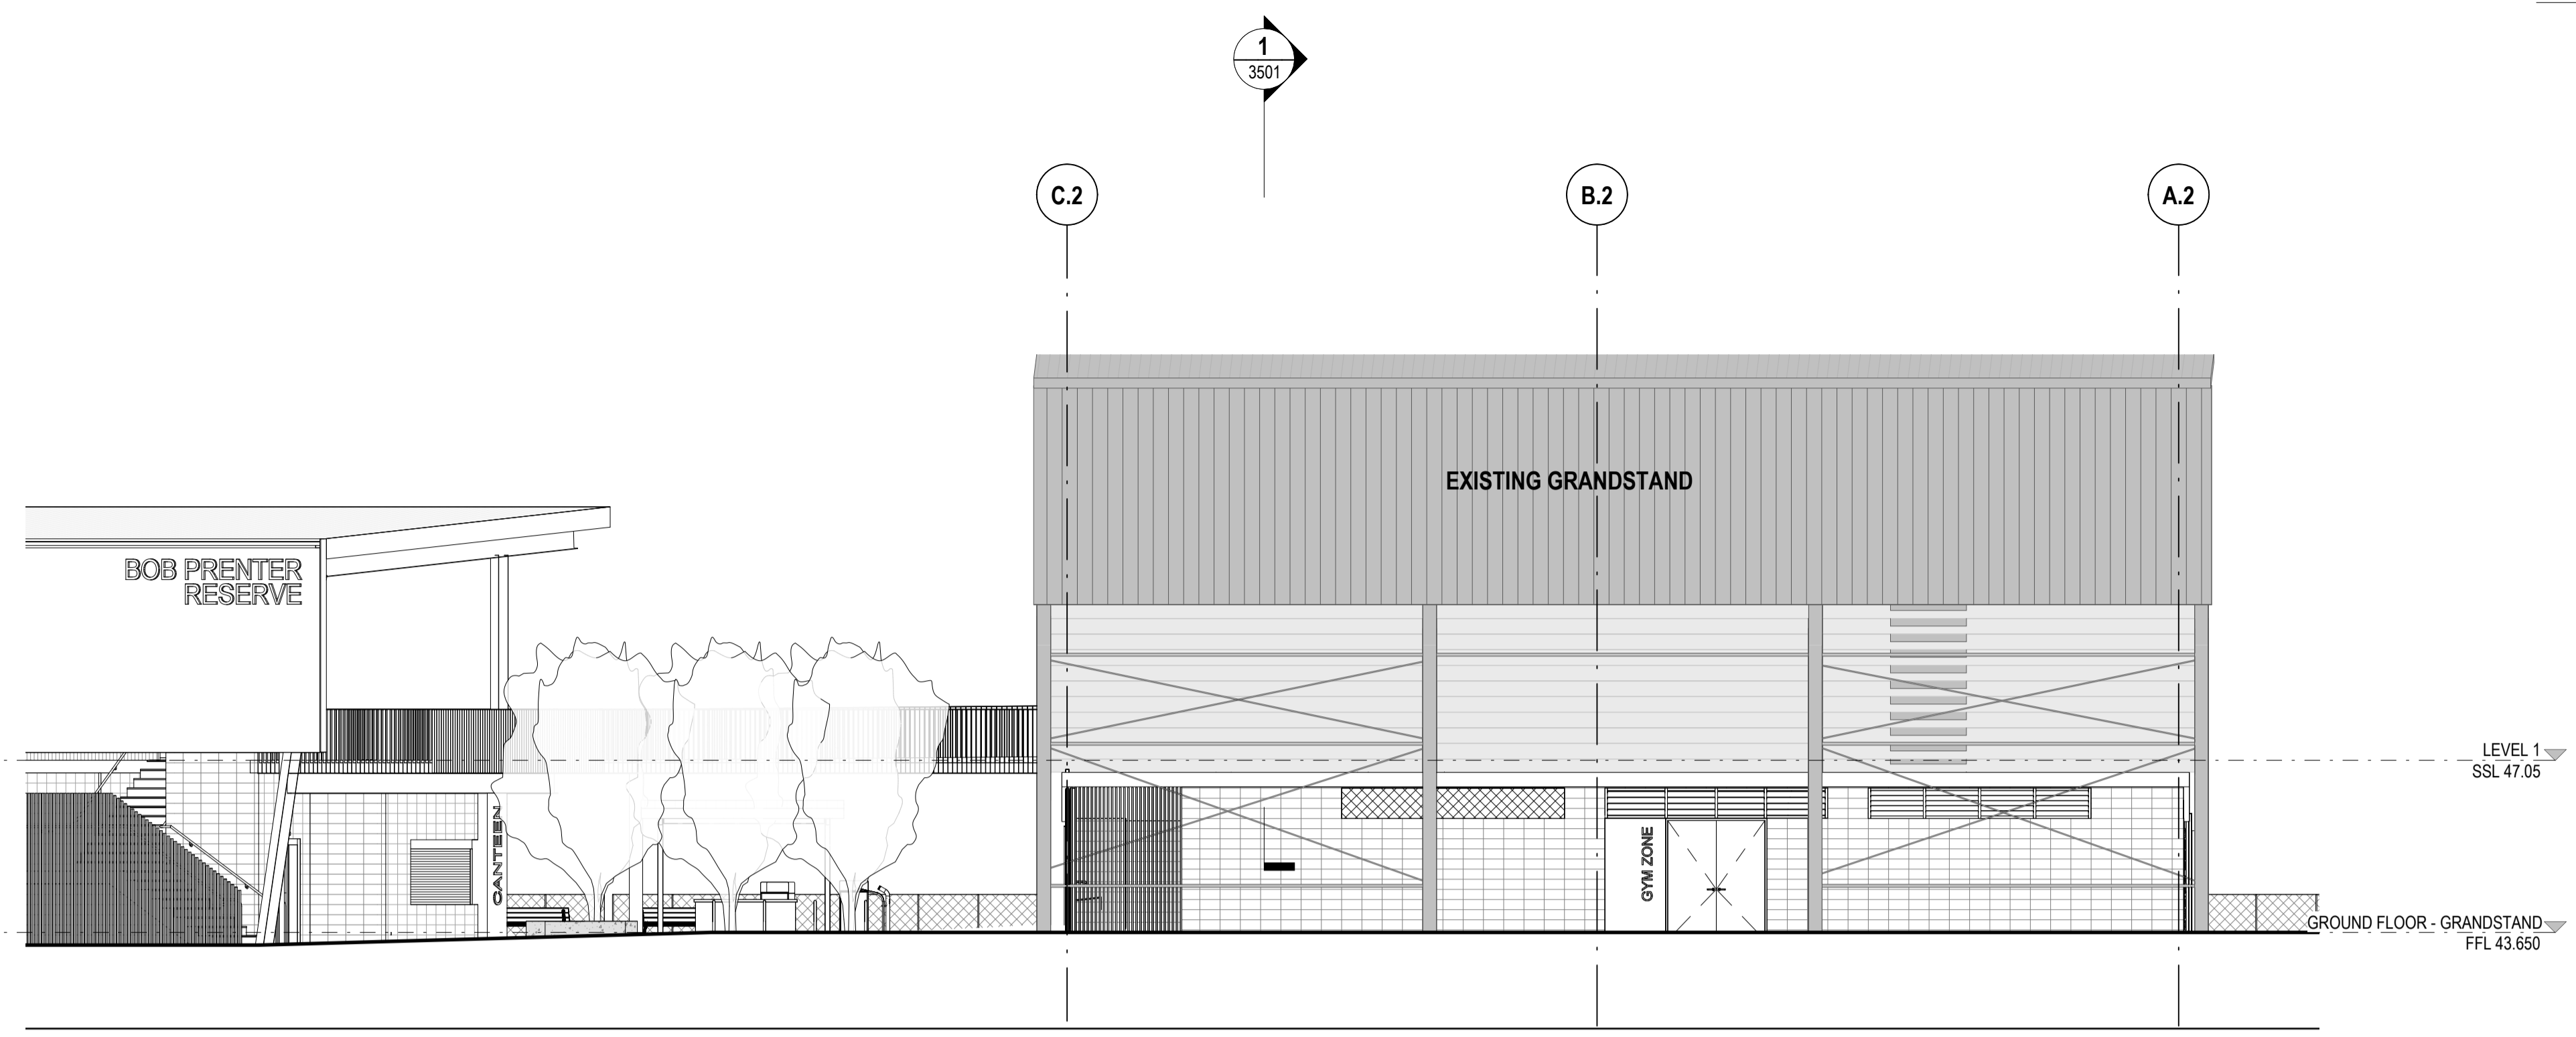 1
3501
C.2
B.2
A.2
EXISTING GRANDSTAND
BOB PRENTER
RESERVE
LEVEL 1
SSL 47.05
CANTEEN
GYM ZONE
GROUND FLOOR - GRANDSTAND
FFL 43.650